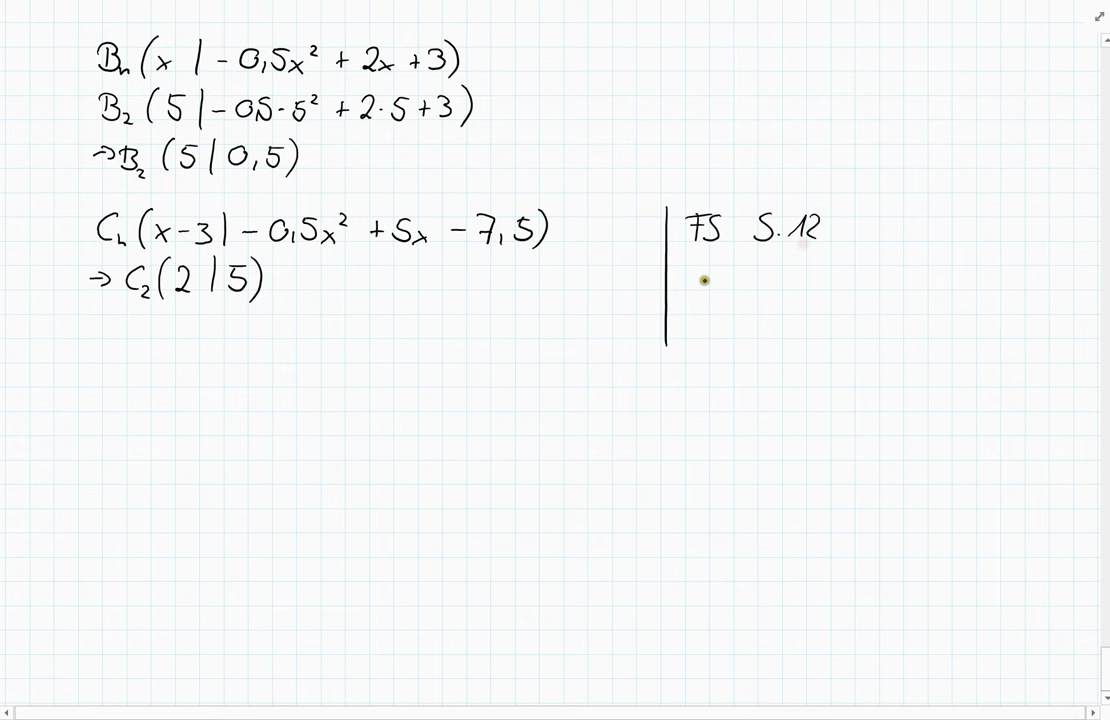 Bₙ(x | - 0,5x² + 2x + 3)
B₂ (5 | - 0,5 · 5² + 2 · 5 + 3)
→ B₂ (5 | 0,5)
Cₙ(x-3 | - 0,5x² + 5x - 7,5)
→ C₂(2 | 5)
FS S. 12